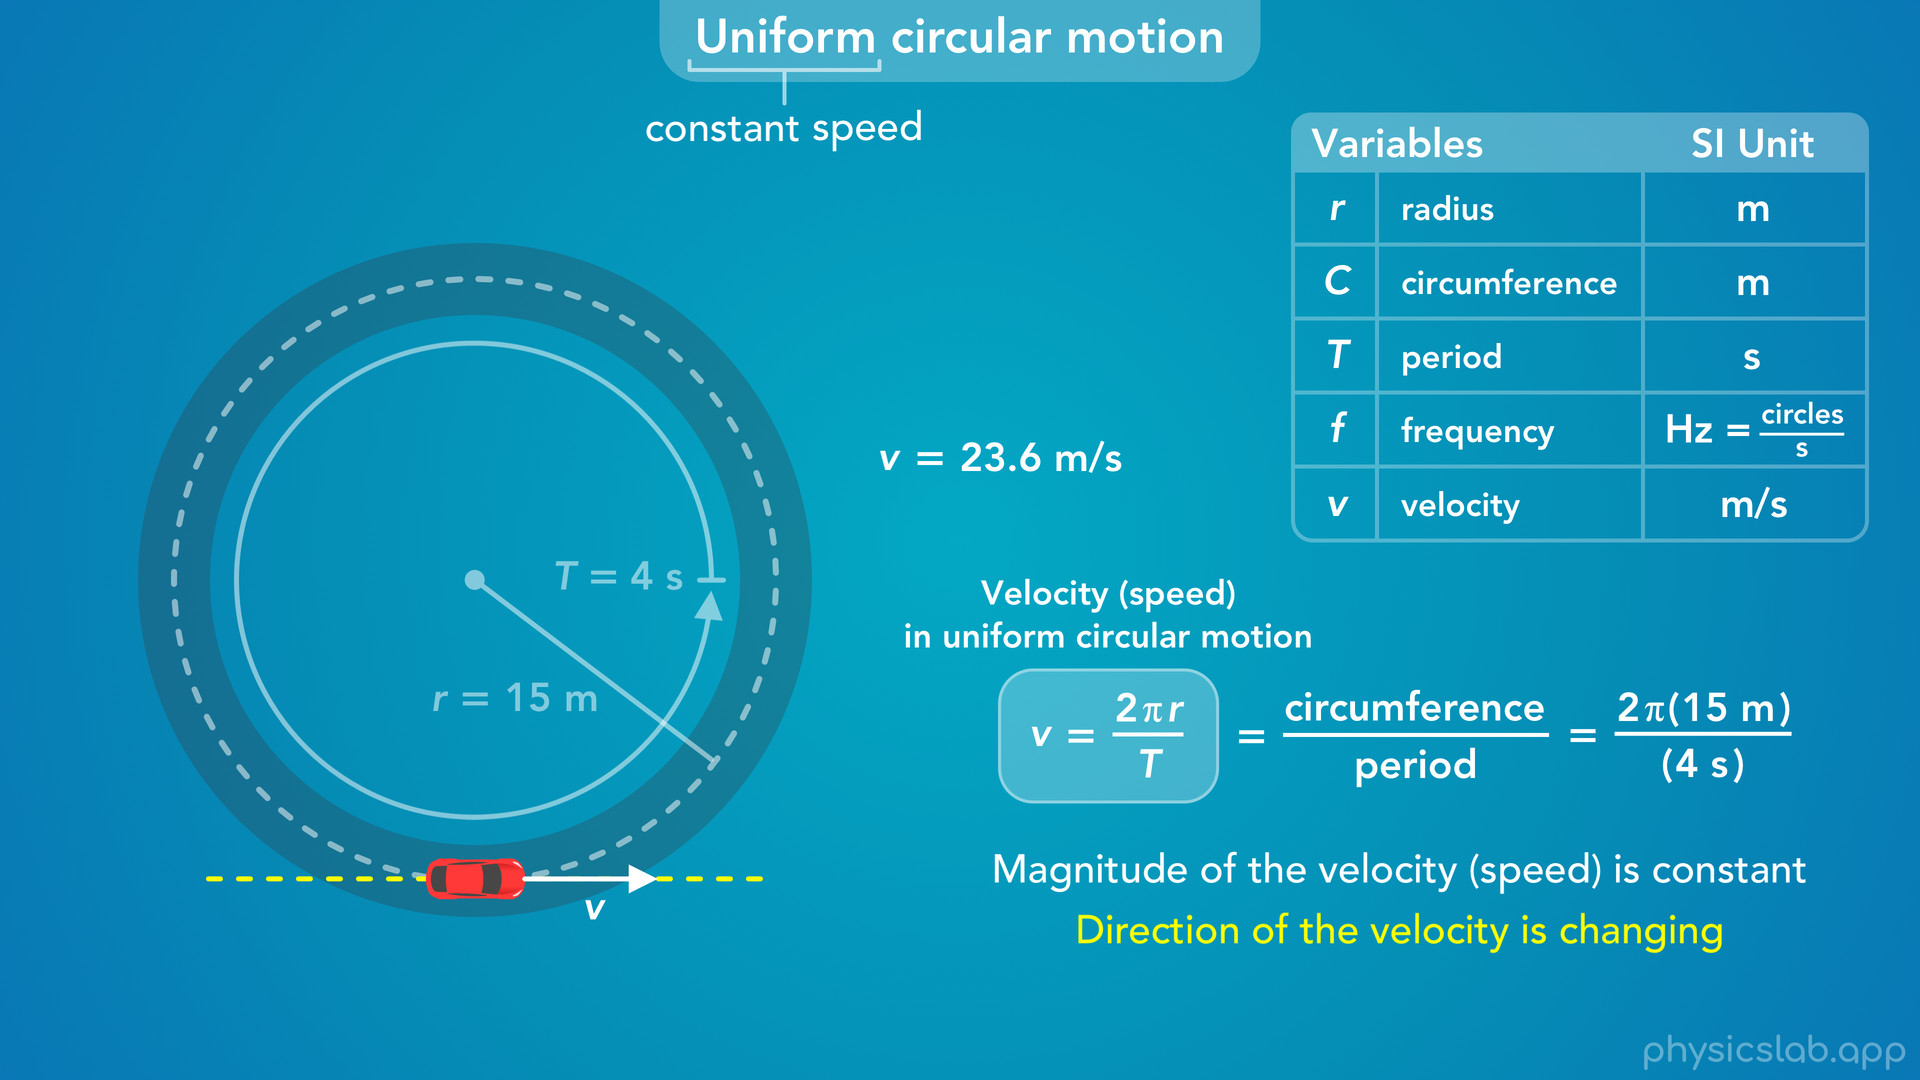 Uniform circular motion
constant speed
Variables SI Unit
r radius m
C circumference m
T period s
f frequency Hz = circles/s
v velocity m/s
T = 4 s
r = 15 m
v
v = 23.6 m/s
Velocity (speed)
in uniform circular motion
v = 2πr/T = circumference/period = 2π(15 m)/(4 s)
Magnitude of the velocity (speed) is constant
Direction of the velocity is changing
physicslab.app